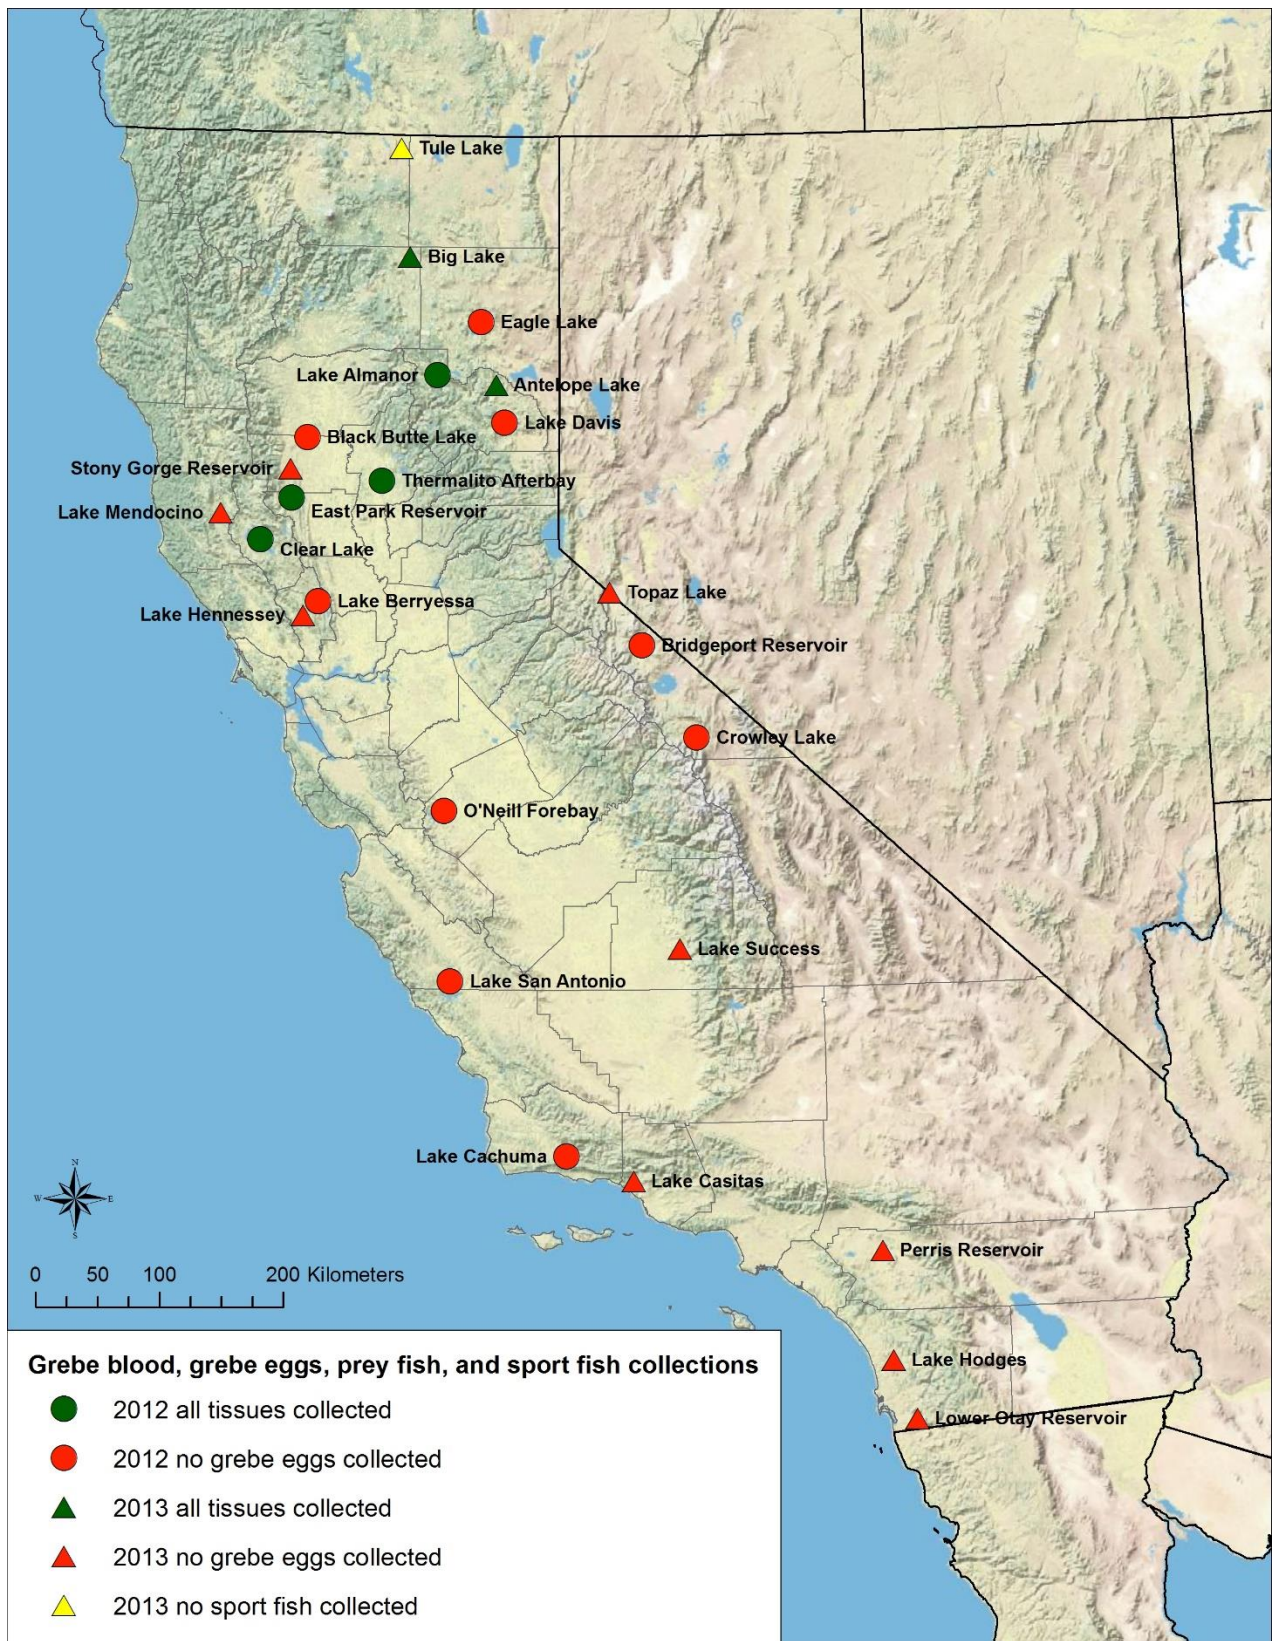 Tule Lake
Big Lake
Eagle Lake
Lake Almanor
Antelope Lake
Lake Davis
Black Butte Lake
Stony Gorge Reservoir
Thermalito Afterbay
East Park Reservoir
Lake Mendocino
Clear Lake
Topaz Lake
Lake Berryessa
Lake Hennessey
Bridgeport Reservoir
Crowley Lake
O'Neill Forebay
Lake Success
Lake San Antonio
Lake Cachuma
Lake Casitas
N
W E
S
Perris Reservoir
0 50 100 200 Kilometers
Lake Hodges
Lower Otay Reservoir
Grebe blood, grebe eggs, prey fish, and sport fish collections
2012 all tissues collected
2012 no grebe eggs collected
2013 all tissues collected
2013 no grebe eggs collected
2013 no sport fish collected